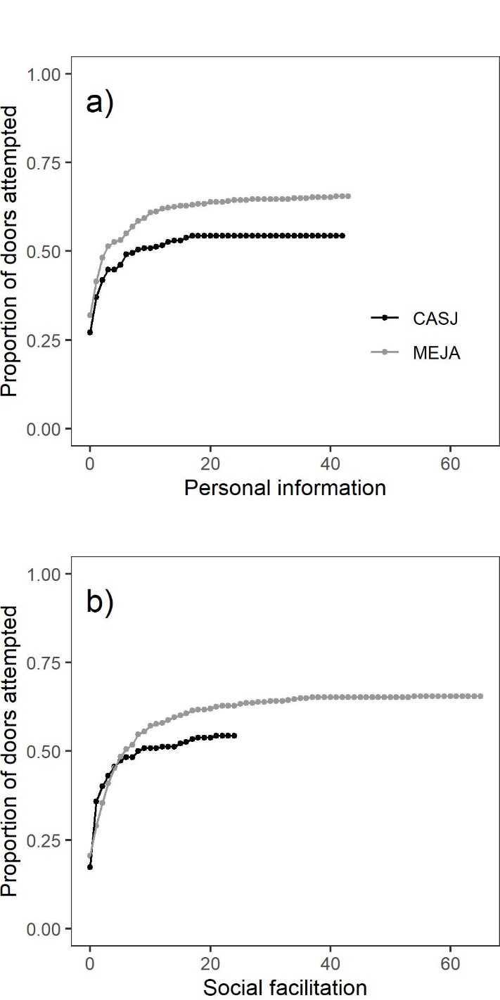 a)
1.00
0.75
0.50
0.25
0.00
Proportion of doors attempted
CASJ
MEJA
0 20 40 60
Personal information
b)
1.00
0.75
0.50
0.25
0.00
Proportion of doors attempted
0 20 40 60
Social facilitation